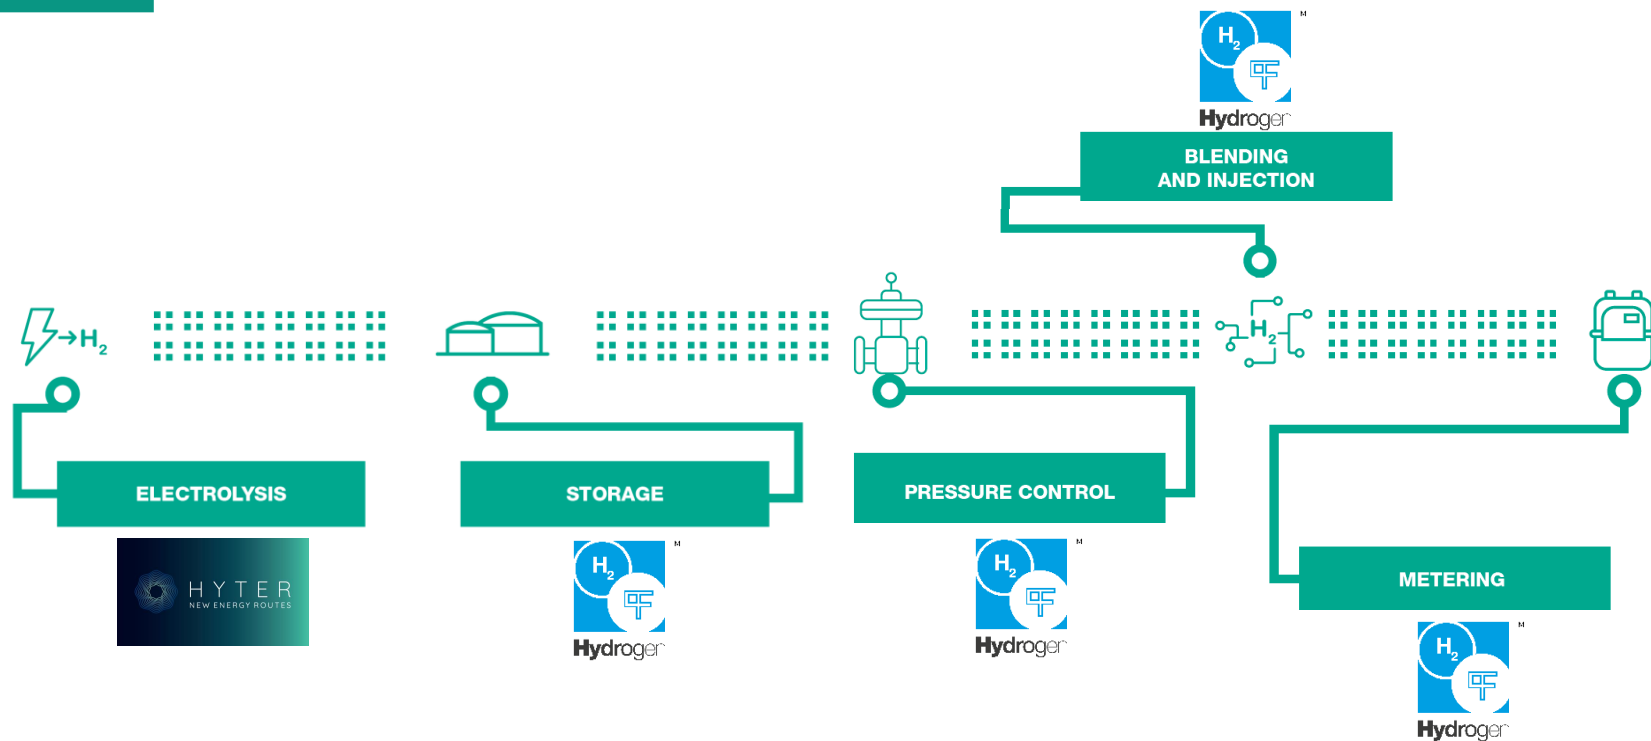 H2
Hydrogen
BLENDING
AND INJECTION
→H2
H2
ELECTROLYSIS
STORAGE
PRESSURE CONTROL
METERING
HYTER
NEW ENERGY ROUTES
H2
Hydrogen
H2
Hydrogen
H2
Hydrogen